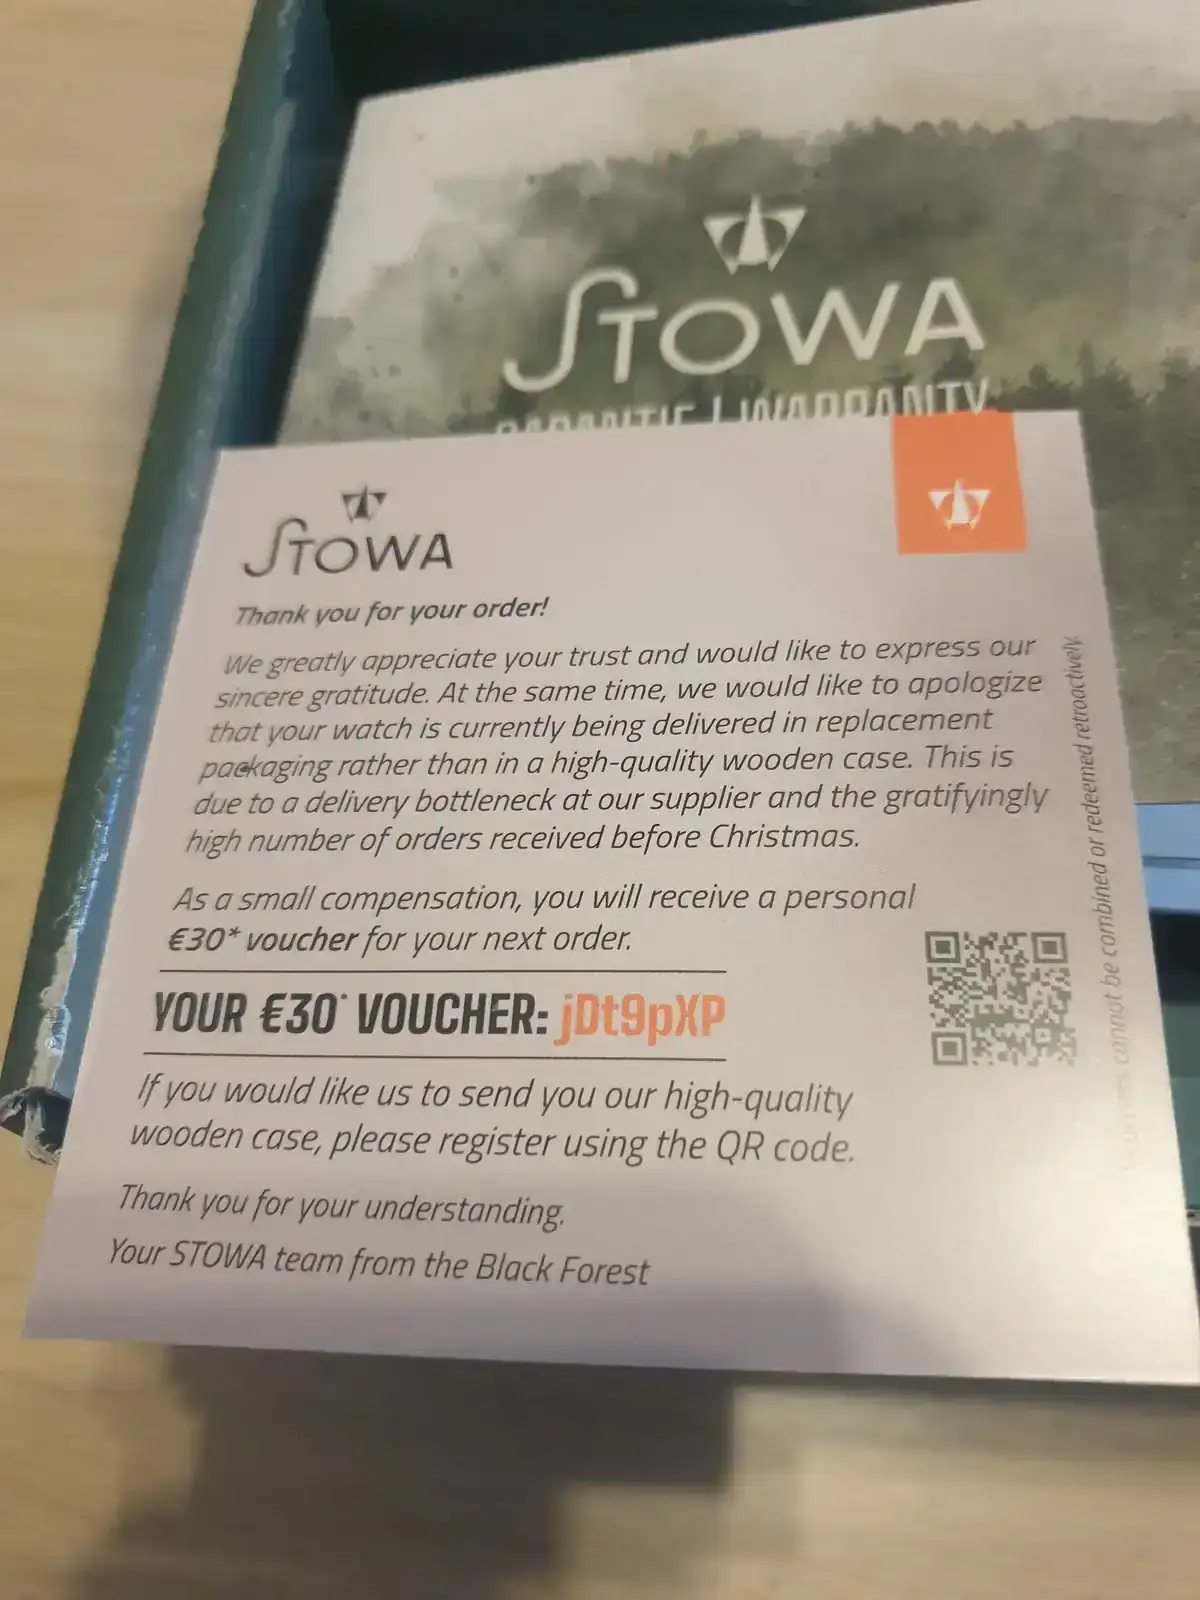 STOWA
GARANTIE | WARRANTY
STOWA
Thank you for your order!
We greatly appreciate your trust and would like to express our
sincere gratitude. At the same time, we would like to apologize
that your watch is currently being delivered in replacement
packaging rather than in a high-quality wooden case. This is
due to a delivery bottleneck at our supplier and the gratifyingly
high number of orders received before Christmas.
As a small compensation, you will receive a personal
€30* voucher for your next order.
YOUR €30* VOUCHER: jDt9pXP
If you would like us to send you our high-quality
wooden case, please register using the QR code.
Thank you for your understanding.
Your STOWA team from the Black Forest
cannot be combined or redeemed retroactively.